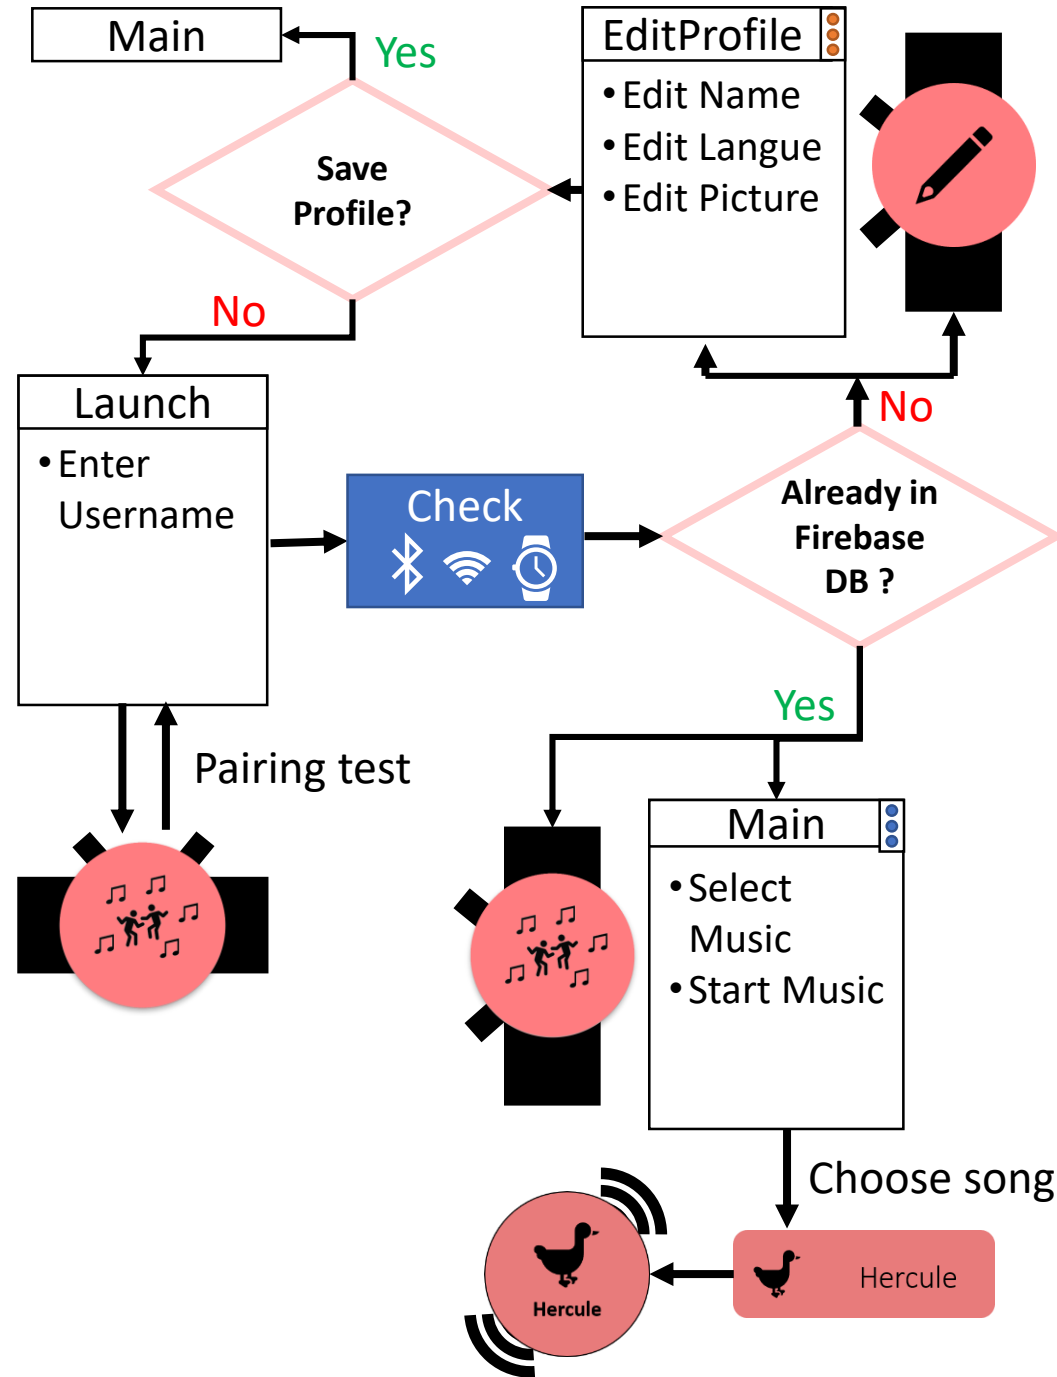 Main
Yes
EditProfile
• Edit Name
• Edit Langue
• Edit Picture
Save
Profile?
No
Launch
• Enter
Username
Check
Already in
Firebase
DB ?
No
Yes
Pairing test
Main
• Select
Music
• Start Music
Choose song
Hercule
Hercule